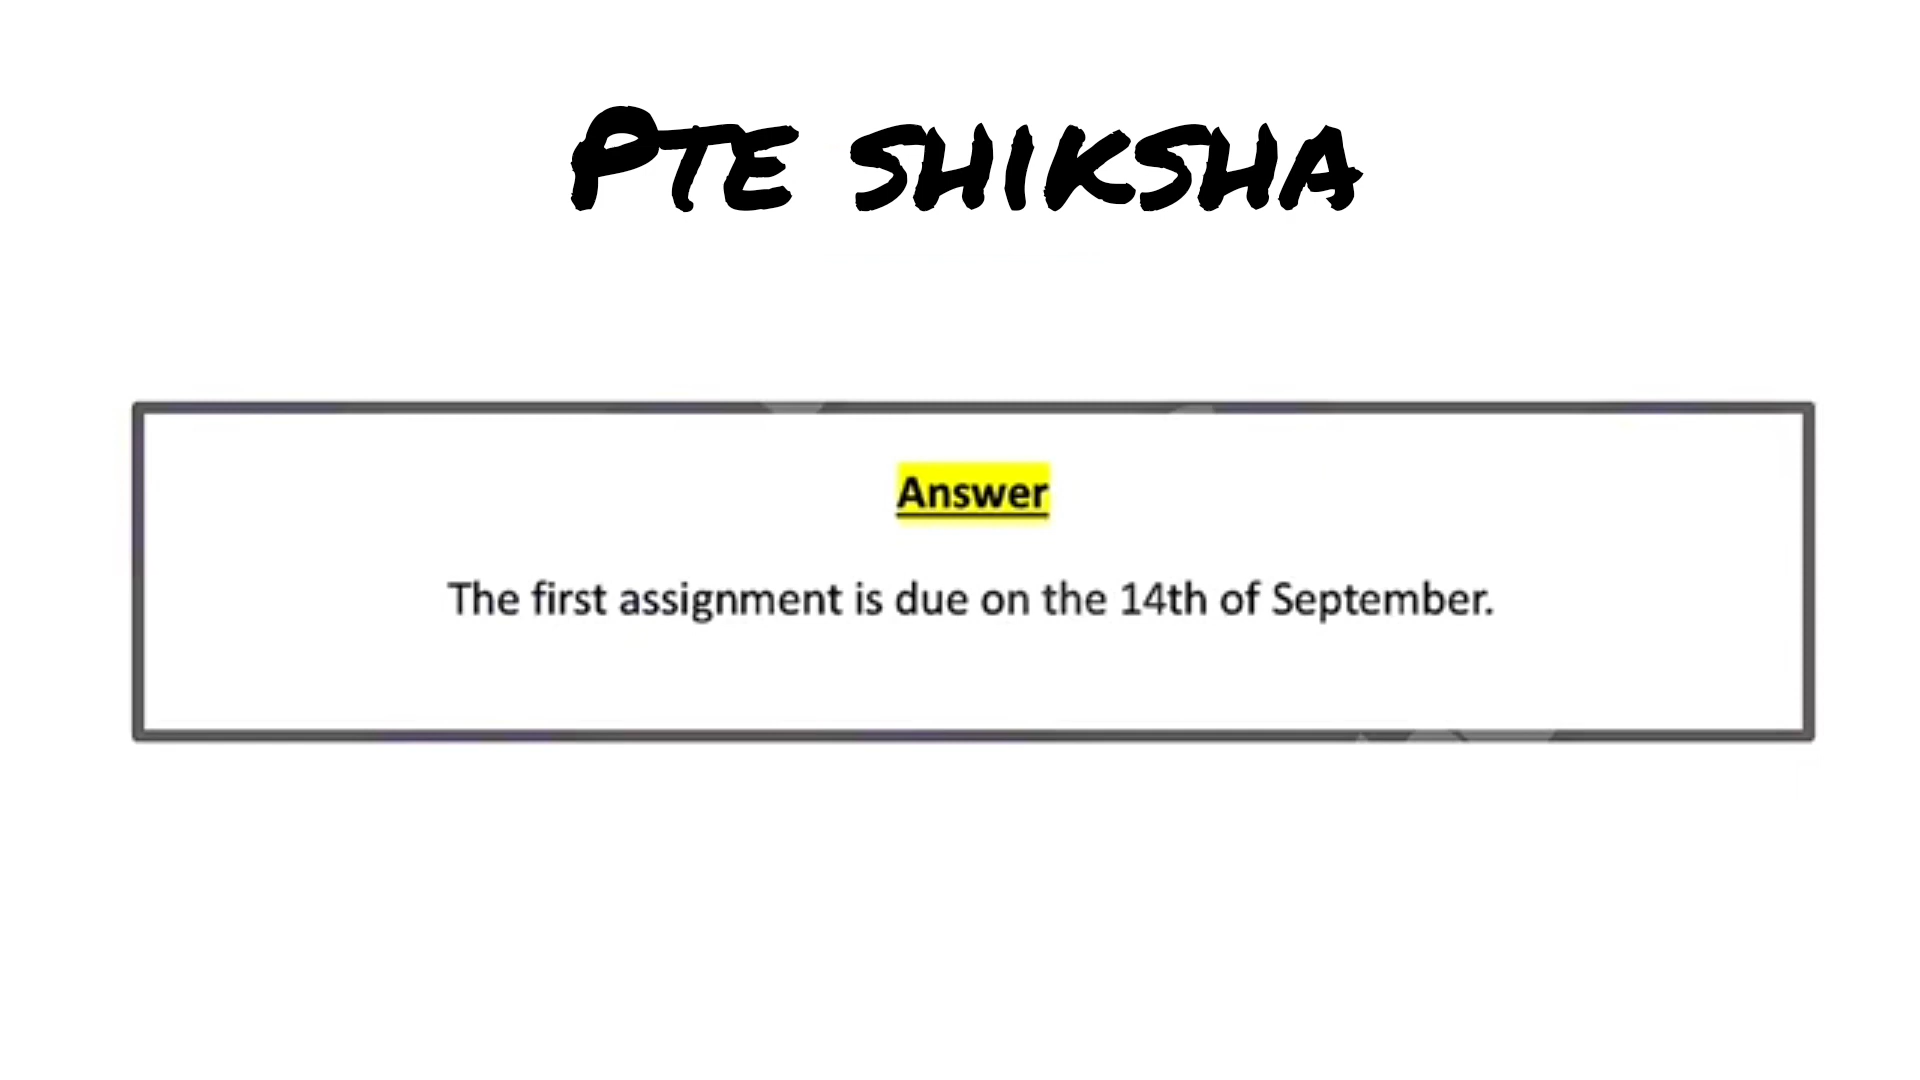 Pte shiksha
Answer
The first assignment is due on the 14th of September.